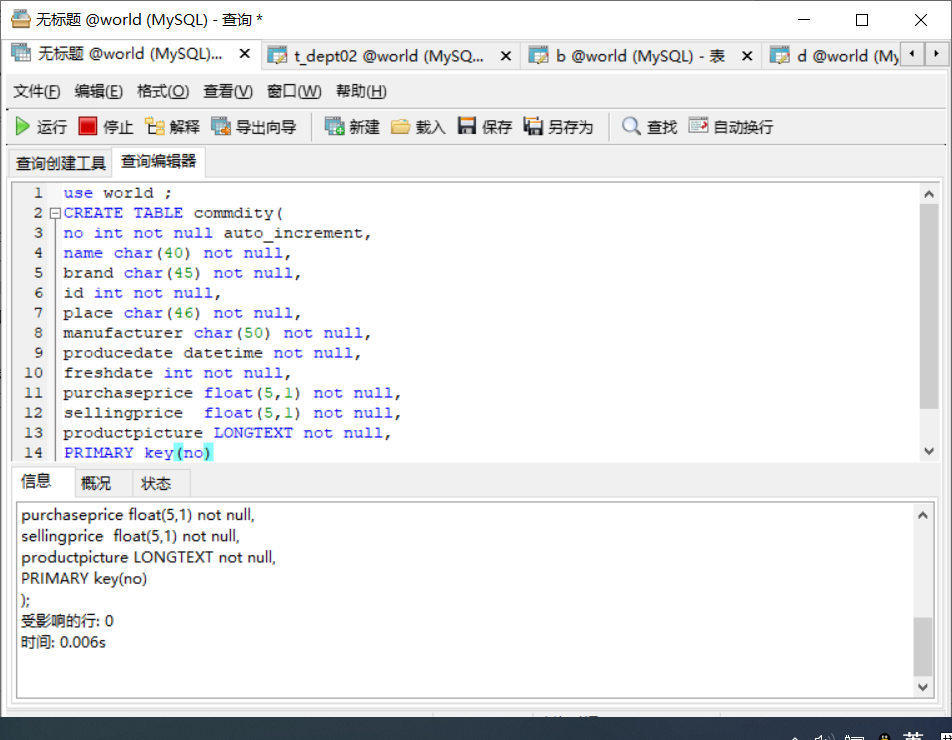 无标题 @world (MySQL) - 查询 *
无标题 @world (MySQL)... t_dept02 @world (MySQ... b @world (MySQL) - 表 d @world (My
文件(F) 编辑(E) 格式(O) 查看(V) 窗口(W) 帮助(H)
运行 停止 解释 导出向导 新建 载入 保存 另存为 查找 自动换行
查询创建工具 查询编辑器
1 use world ;
2 CREATE TABLE commdity(
3 no int not null auto_increment,
4 name char(40) not null,
5 brand char(45) not null,
6 id int not null,
7 place char(46) not null,
8 manufacturer char(50) not null,
9 producedate datetime not null,
10 freshdate int not null,
11 purchaseprice float(5,1) not null,
12 sellingprice  float(5,1) not null,
13 productpicture LONGTEXT not null,
14 PRIMARY key(no)
信息 概况 状态
purchaseprice float(5,1) not null,
sellingprice  float(5,1) not null,
productpicture LONGTEXT not null,
PRIMARY key(no)
);
受影响的行: 0
时间: 0.006s
英